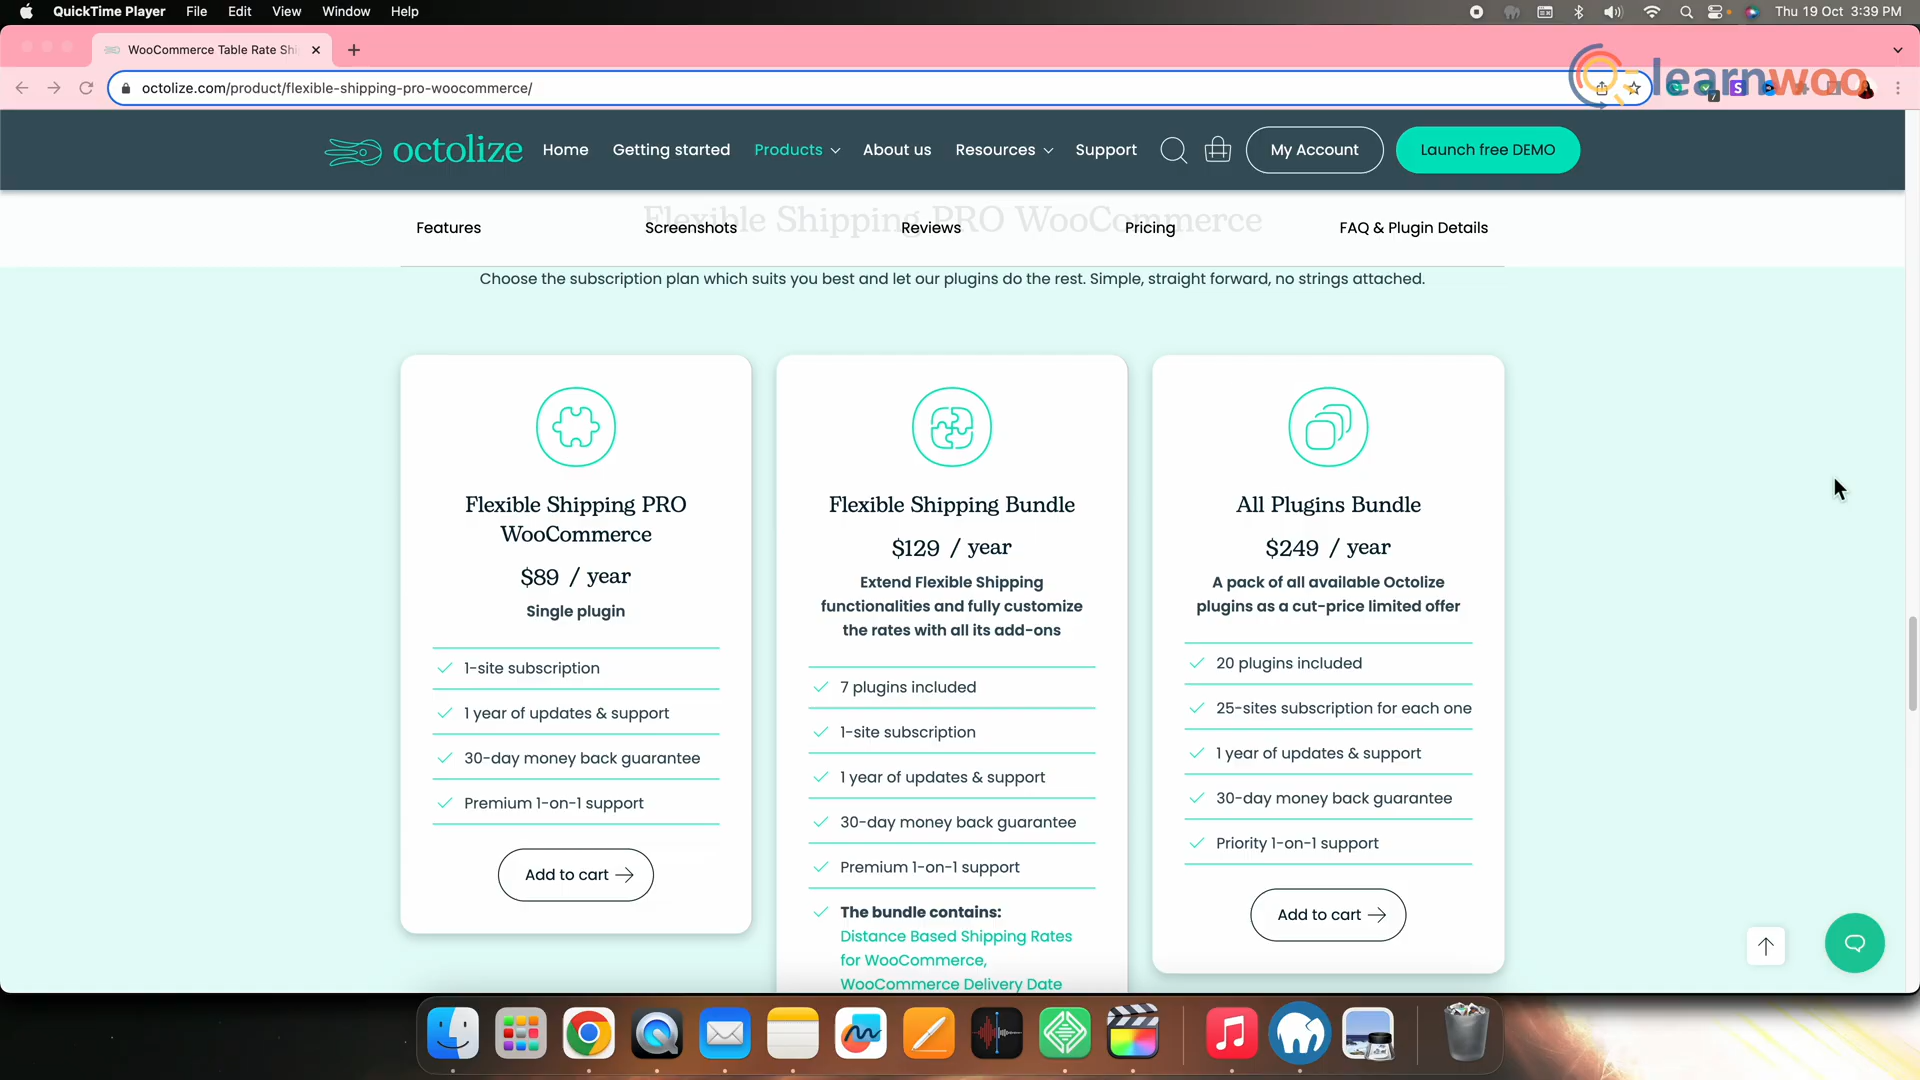 QuickTime Player File Edit View Window Help Thu 19 Oct 3:39 PM
WooCommerce Table Rate Shi
octolize.com/product/flexible-shipping-pro-woocommerce/
learnwoo
7
S
octolize Home Getting started Products About us Resources Support My Account Launch free DEMO
Flexible Shipping PRO WooCommerce
Features Screenshots Reviews Pricing FAQ & Plugin Details
Choose the subscription plan which suits you best and let our plugins do the rest. Simple, straight forward, no strings attached.
Flexible Shipping PRO
WooCommerce
$89 / year
Single plugin
1-site subscription
1 year of updates & support
30-day money back guarantee
Premium 1-on-1 support
Add to cart
Flexible Shipping Bundle
$129 / year
Extend Flexible Shipping
functionalities and fully customize
the rates with all its add-ons
7 plugins included
1-site subscription
1 year of updates & support
30-day money back guarantee
Premium 1-on-1 support
The bundle contains:
Distance Based Shipping Rates
for WooCommerce,
WooCommerce Delivery Date
All Plugins Bundle
$249 / year
A pack of all available Octolize
plugins as a cut-price limited offer
20 plugins included
25-sites subscription for each one
1 year of updates & support
30-day money back guarantee
Priority 1-on-1 support
Add to cart